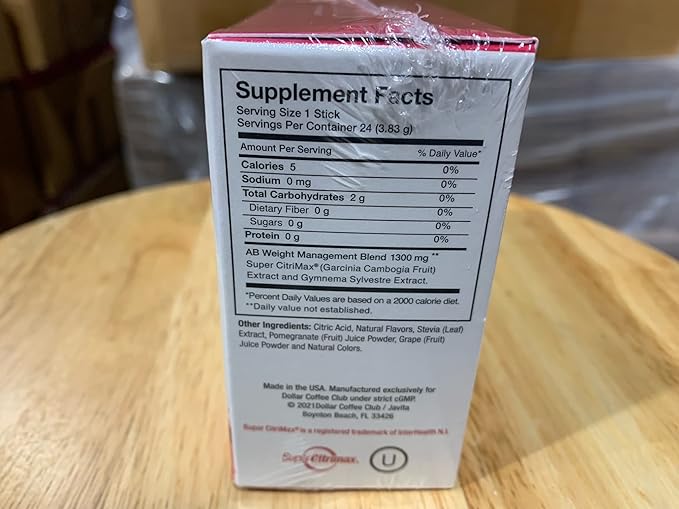 Supplement Facts
Serving Size 1 Stick
Servings Per Container 24 (3.83 g)
Amount Per Serving % Daily Value*
Calories 5 0%
Sodium 0 mg 0%
Total Carbohydrates 2 g 0%
Dietary Fiber 0 g 0%
Sugars 0 g 0%
Protein 0 g 0%
AB Weight Management Blend 1300 mg **
Super CitriMax® (Garcinia Cambogia Fruit)
Extract and Gymnema Sylvestre Extract.
*Percent Daily Values are based on a 2000 calorie diet.
**Daily value not established.
Other Ingredients: Citric Acid, Natural Flavors, Stevia (Leaf)
Extract, Pomegranate (Fruit) Juice Powder, Grape (Fruit)
Juice Powder and Natural Colors.
Made in the USA. Manufactured exclusively for
Dollar Coffee Club under strict cGMP.
© 2021Dollar Coffee Club / Javita
Boynton Beach, FL 33426
Super CitriMax® is a registered trademark of InterHealth N.I.
Super Citrimax.
U